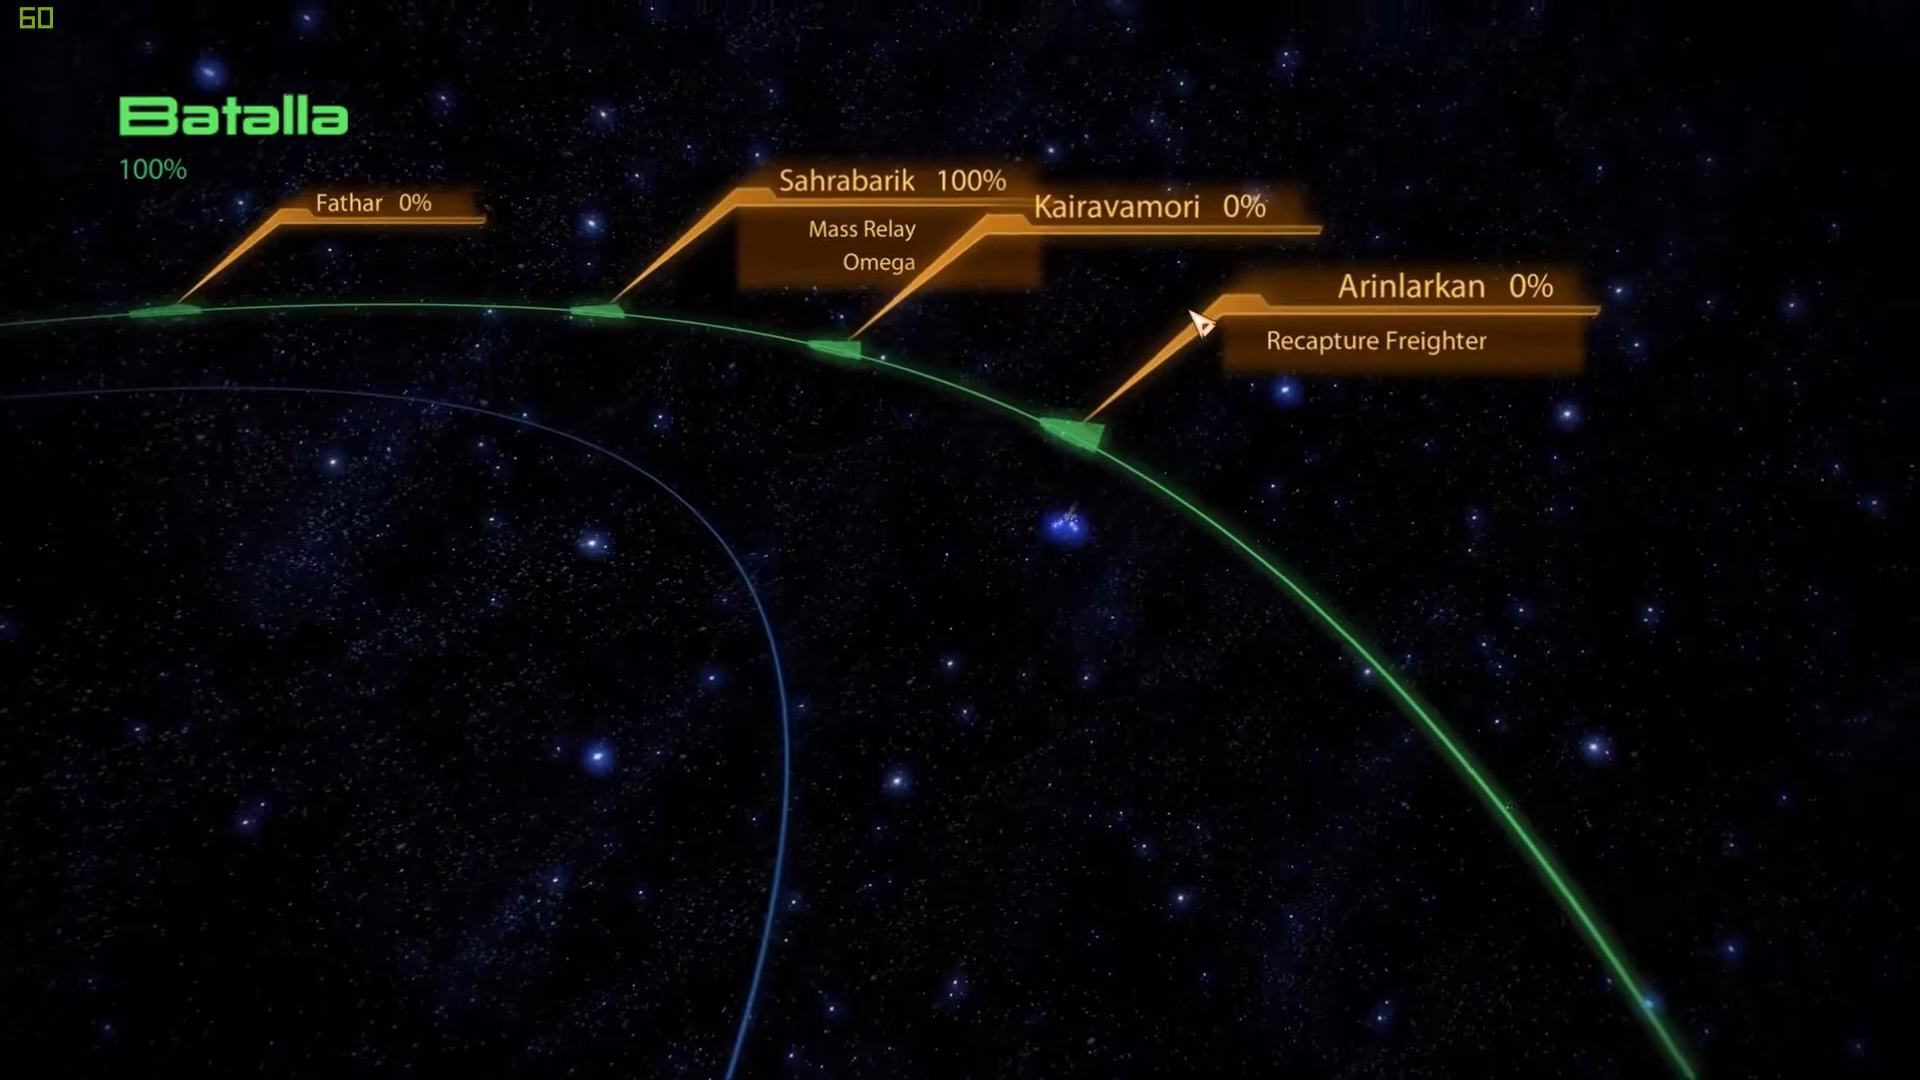 60
Batalla
100%
Fathar 0%
Sahrabarik 100%
Mass Relay
Omega
Kairavamori 0%
Arinlarkan 0%
Recapture Freighter